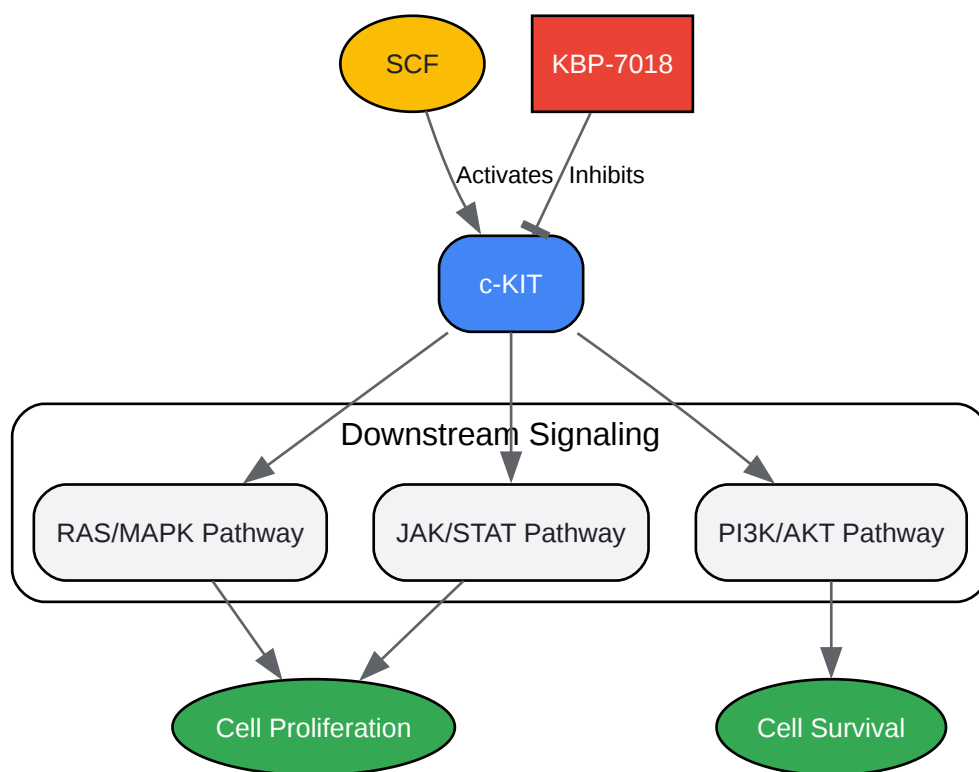 SCF
KBP-7018
Activates
Inhibits
c-KIT
Downstream Signaling
RAS/MAPK Pathway
JAK/STAT Pathway
PI3K/AKT Pathway
Cell Proliferation
Cell Survival